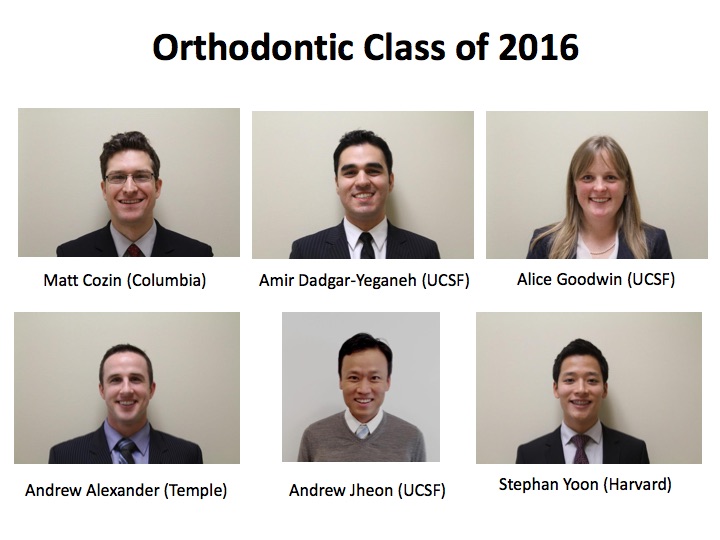 Orthodontic Class of 2016
Matt Cozin (Columbia)
Amir Dadgar-Yeganeh (UCSF)
Alice Goodwin (UCSF)
Andrew Alexander (Temple)
Andrew Jheon (UCSF)
Stephan Yoon (Harvard)